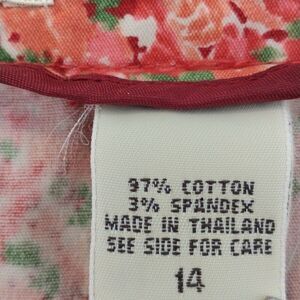 97% COTTON
3% SPANDEX
MADE IN THAILAND
SEE SIDE FOR CARE
14